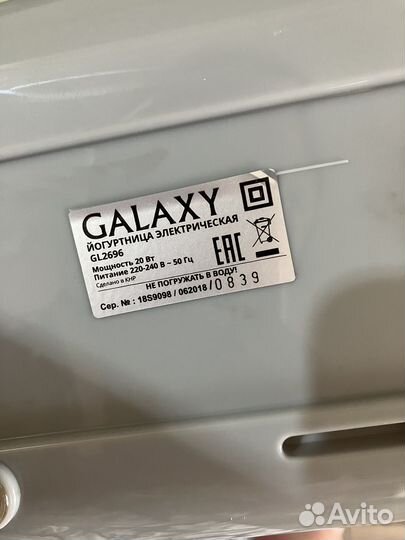 GALAXY
ЙОГУРТНИЦА ЭЛЕКТРИЧЕСКАЯ
GL2696
Мощность 20 Вт
Питание 220-240 В ~ 50 Гц
Сделано в КНР
EAC
НЕ ПОГРУЖАТЬ В ВОДУ!
Сер. № : 18S9098 / 062018 / 0839
Avito